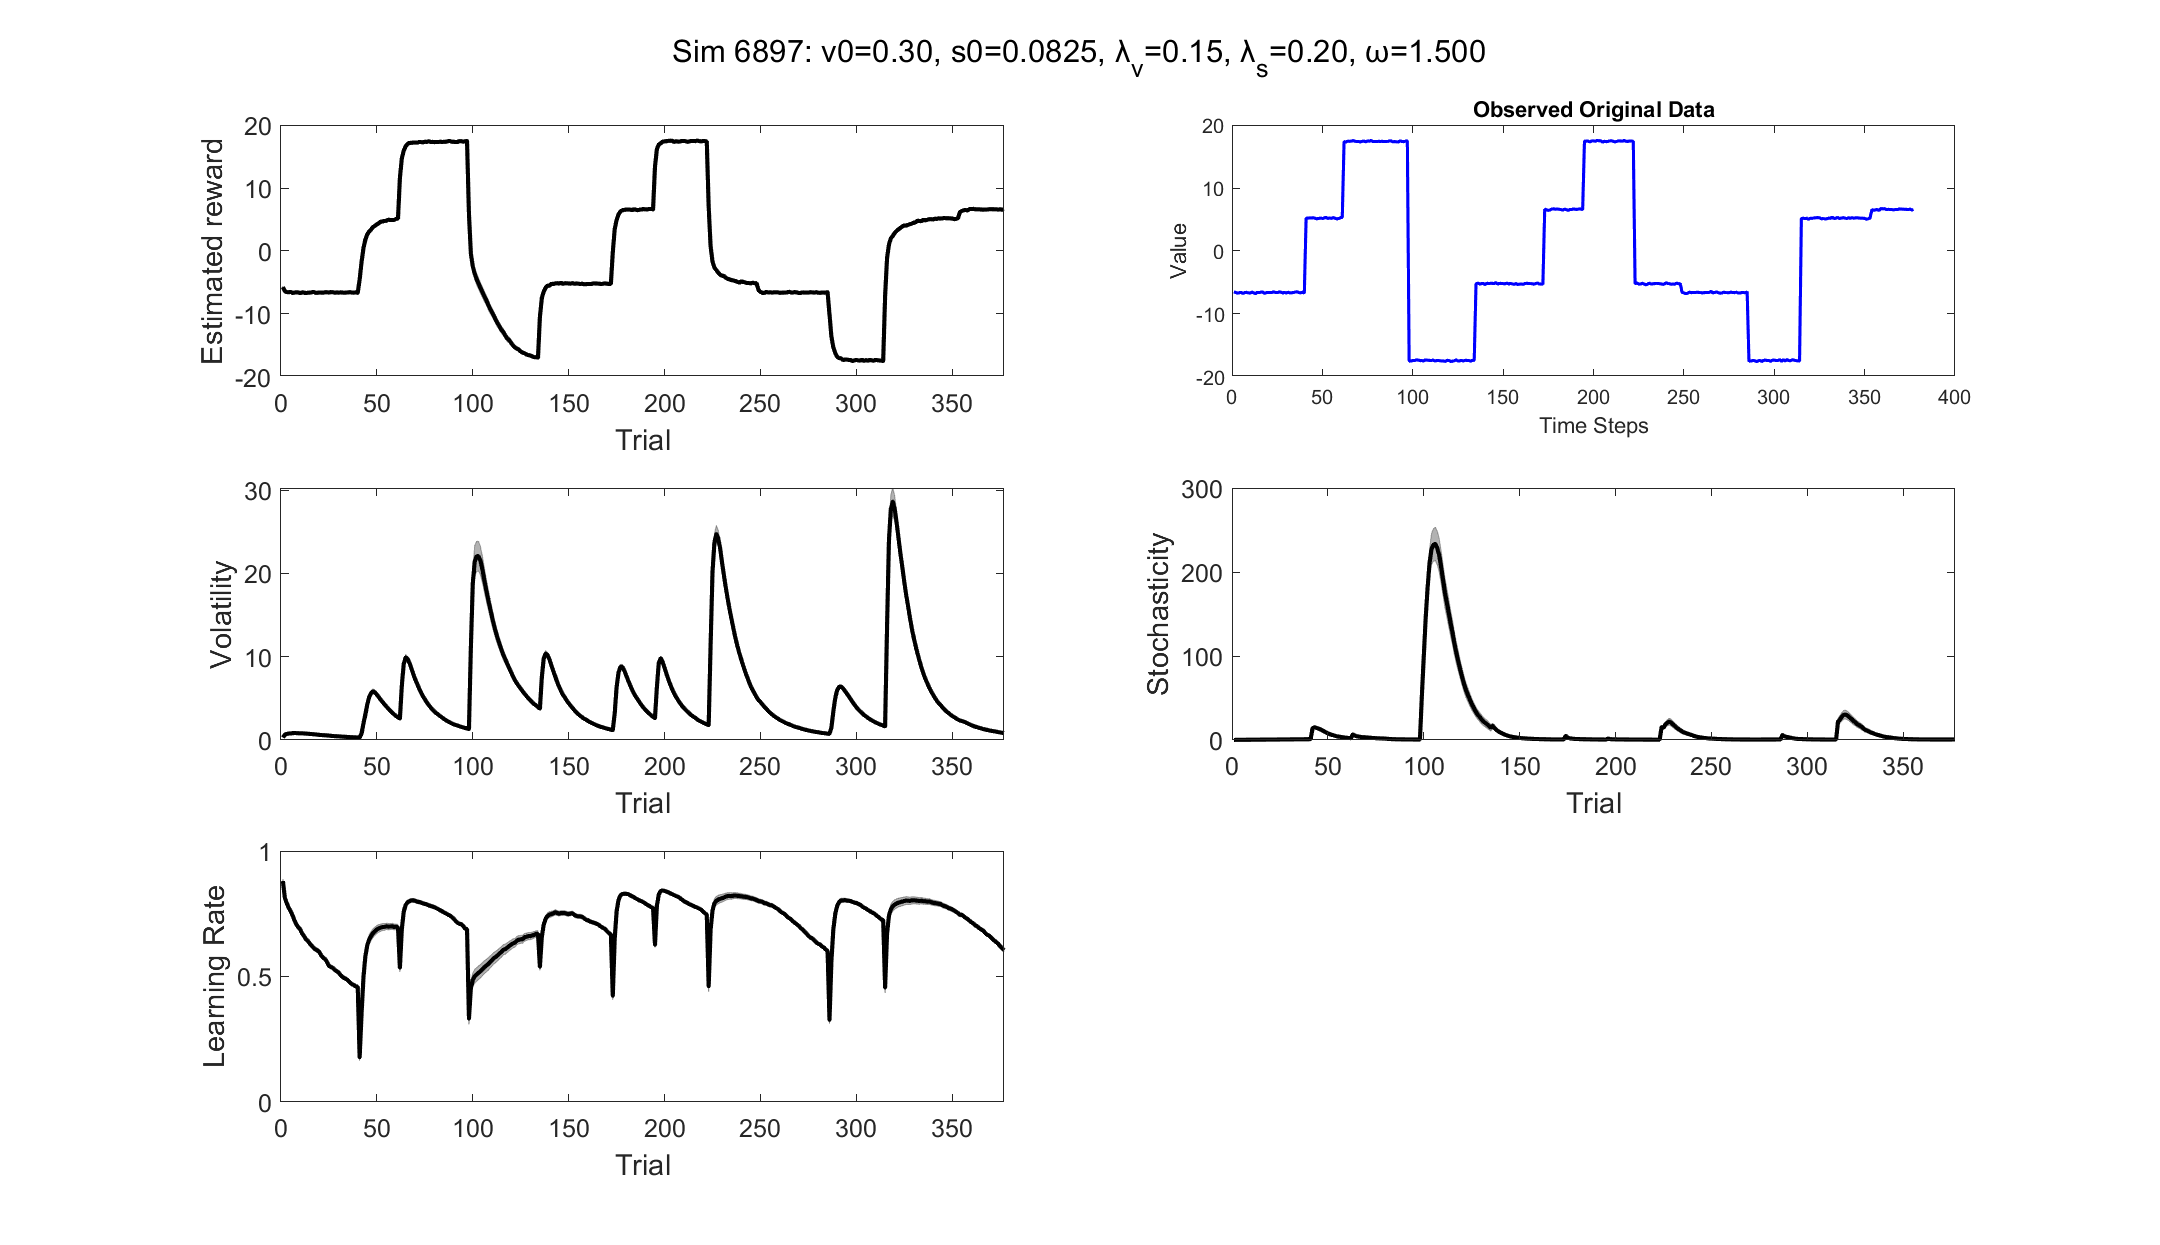 Sim 6897: v0=0.30, s0=0.0825, λ_v=0.15, λ_s=0.20, ω=1.500
Estimated reward
20
10
0
-10
-20
0 50 100 150 200 250 300 350
Trial
Observed Original Data
Value
20
10
0
-10
-20
0 50 100 150 200 250 300 350 400
Time Steps
Volatility
30
20
10
0
0 50 100 150 200 250 300 350
Trial
Stochasticity
300
200
100
0
0 50 100 150 200 250 300 350
Trial
Learning Rate
1
0.5
0
0 50 100 150 200 250 300 350
Trial